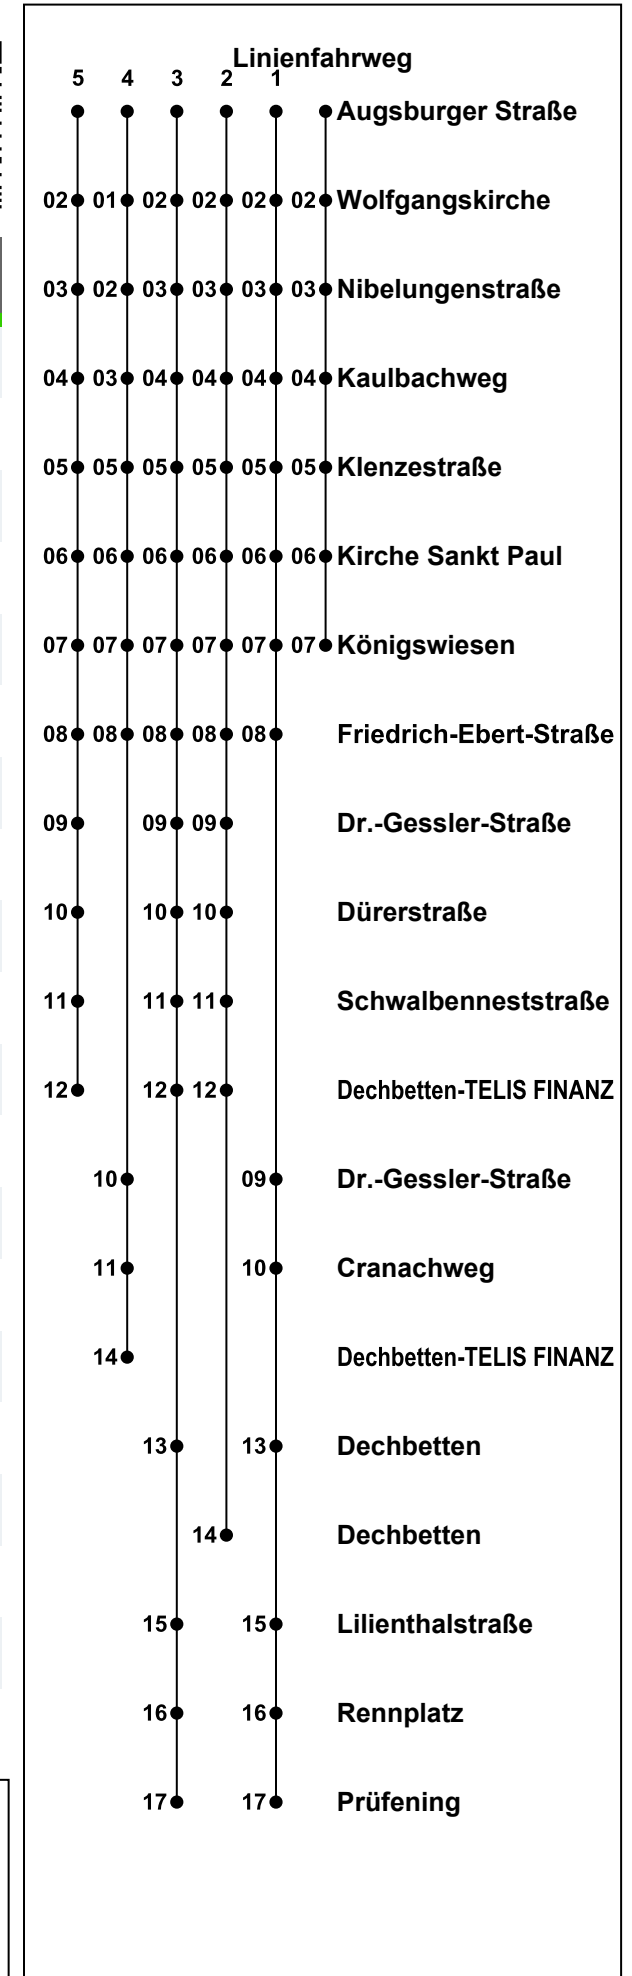 Linienfahrweg
5 4 3 2 1
Augsburger Straße
02 01 02 02 02 02 Wolfgangskirche
03 02 03 03 03 03 Nibelungenstraße
04 03 04 04 04 04 Kaulbachweg
05 05 05 05 05 05 Klenzestraße
06 06 06 06 06 06 Kirche Sankt Paul
07 07 07 07 07 07 Königswiesen
08 08 08 08 08 Friedrich-Ebert-Straße
09 09 09 Dr.-Gessler-Straße
10 10 10 Dürerstraße
11 11 11 Schwalbenneststraße
12 12 12 Dechbetten-TELIS FINANZ
10 09 Dr.-Gessler-Straße
11 10 Cranachweg
14 Dechbetten-TELIS FINANZ
13 13 Dechbetten
14 Dechbetten
15 15 Lilienthalstraße
16 16 Rennplatz
17 17 Prüfening